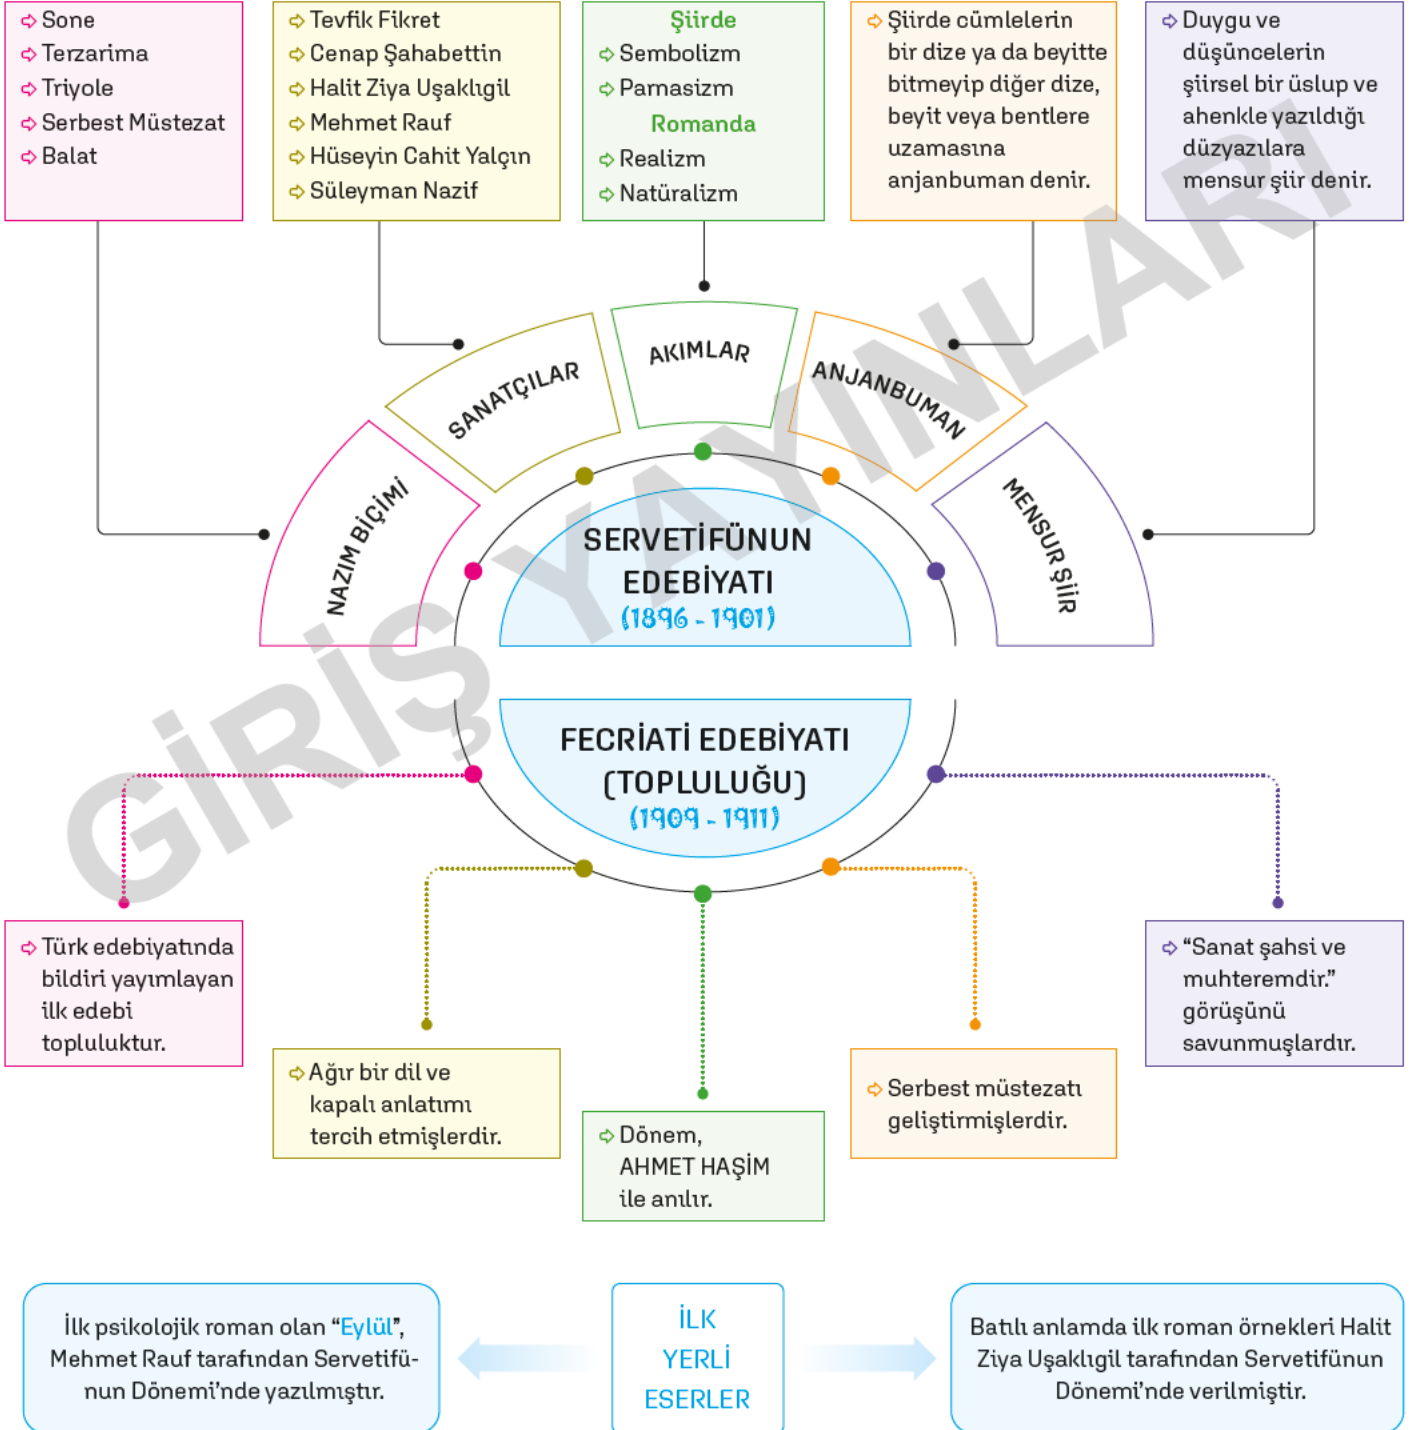 Sone
Terzarima
Triyole
Serbest Müstezat
Balat
Tevfik Fikret
Cenap Şahabettin
Halit Ziya Uşaklıgil
Mehmet Rauf
Hüseyin Cahit Yalçın
Süleyman Nazif
Şiirde
Sembolizm
Parnasizm
Romanda
Realizm
Natüralizm
Şiirde cümlelerin
bir dize ya da beyitte
bitmeyip diğer dize,
beyit veya bentlere
uzamasına
anjanbuman denir.
Duygu ve
düşüncelerin
şiirsel bir üslup ve
ahenkle yazıldığı
düzyazılara
mensur şiir denir.
NAZIM BİÇİMİ
SANATÇILAR
AKIMLAR
ANJANBUMAN
MENSUR ŞİİR
SERVETİFÜNUN
EDEBİYATI
(1896 - 1901)
FECRİATİ EDEBİYATI
(TOPLULUĞU)
(1909 - 1911)
GİRİŞ YAYINLARI
Türk edebiyatında
bildiri yayımlayan
ilk edebi
topluluktur.
Ağır bir dil ve
kapalı anlatımı
tercih etmişlerdir.
Dönem,
AHMET HAŞİM
ile anılır.
Serbest müstezatı
geliştirmişlerdir.
“Sanat şahsi ve
muhteremdir.”
görüşünü
savunmuşlardır.
İlk psikolojik roman olan “Eylül”,
Mehmet Rauf tarafından Servetifü-
nun Dönemi’nde yazılmıştır.
İLK
YERLİ
ESERLER
Batılı anlamda ilk roman örnekleri Halit
Ziya Uşaklıgil tarafından Servetifünun
Dönemi’nde verilmiştir.